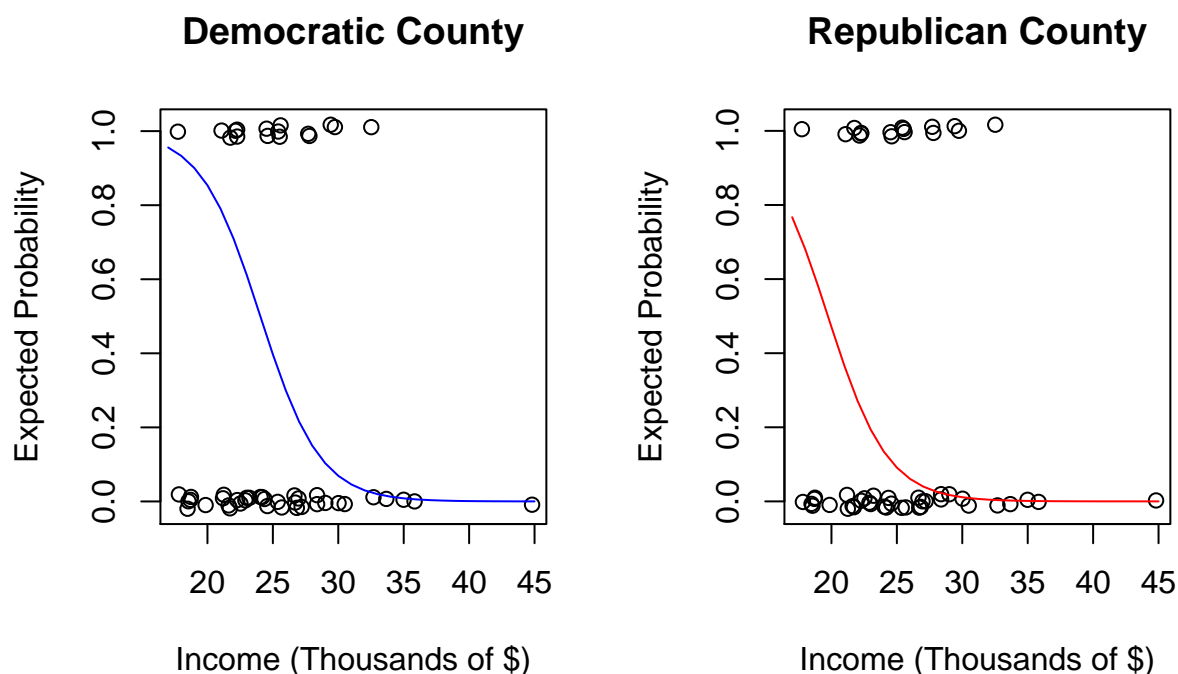 Democratic County
Republican County
Expected Probability
0.0 0.2 0.4 0.6 0.8 1.0
20 25 30 35 40 45
Income (Thousands of $)
Expected Probability
0.0 0.2 0.4 0.6 0.8 1.0
20 25 30 35 40 45
Income (Thousands of $)